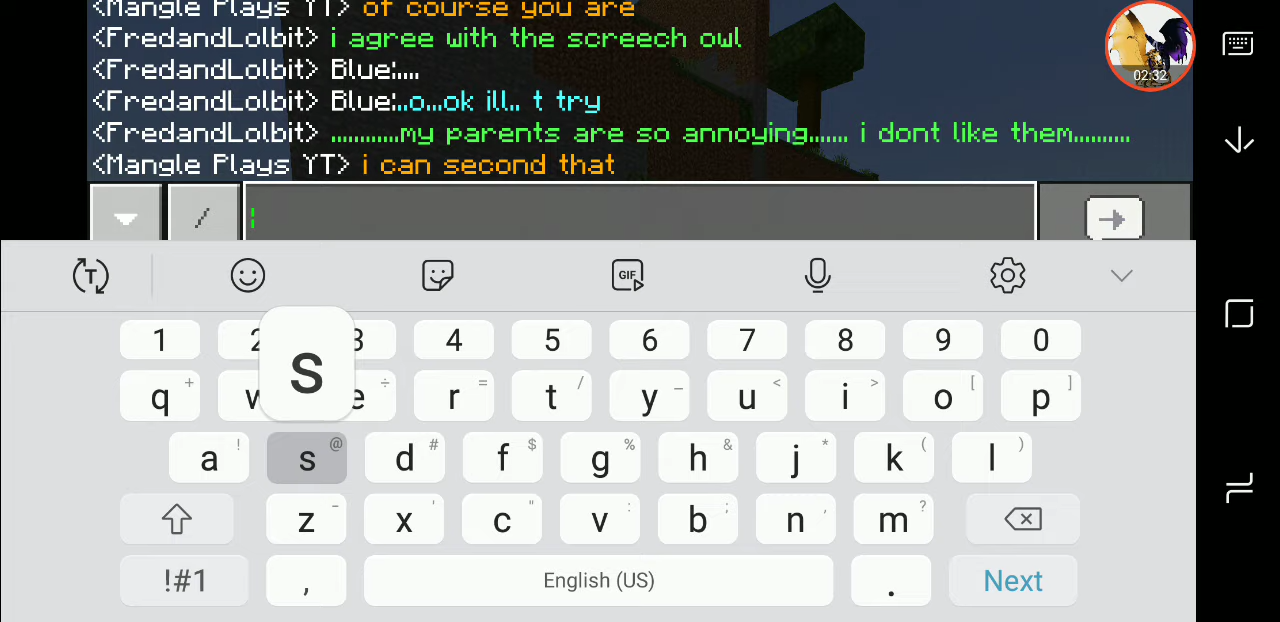 <Mangle Plays YT> of course you are
<FredandLolbit> i agree with the screech owl
<FredandLolbit> Blue:....
<FredandLolbit> Blue:..o...ok ill.. t try
<FredandLolbit> ............my parents are so annoying....... i dont like them..........
<Mangle Plays YT> i can second that
02:32
/
T GIF
1 2 3 4 5 6 7 8 9 0
s
q + w e ÷ r = t / y _ u < i > o [ p ]
a ! s @ d # f $ g % h & j * k ( l )
z - x ' c " v : b ; n , m ?
!#1 , English (US) . Next